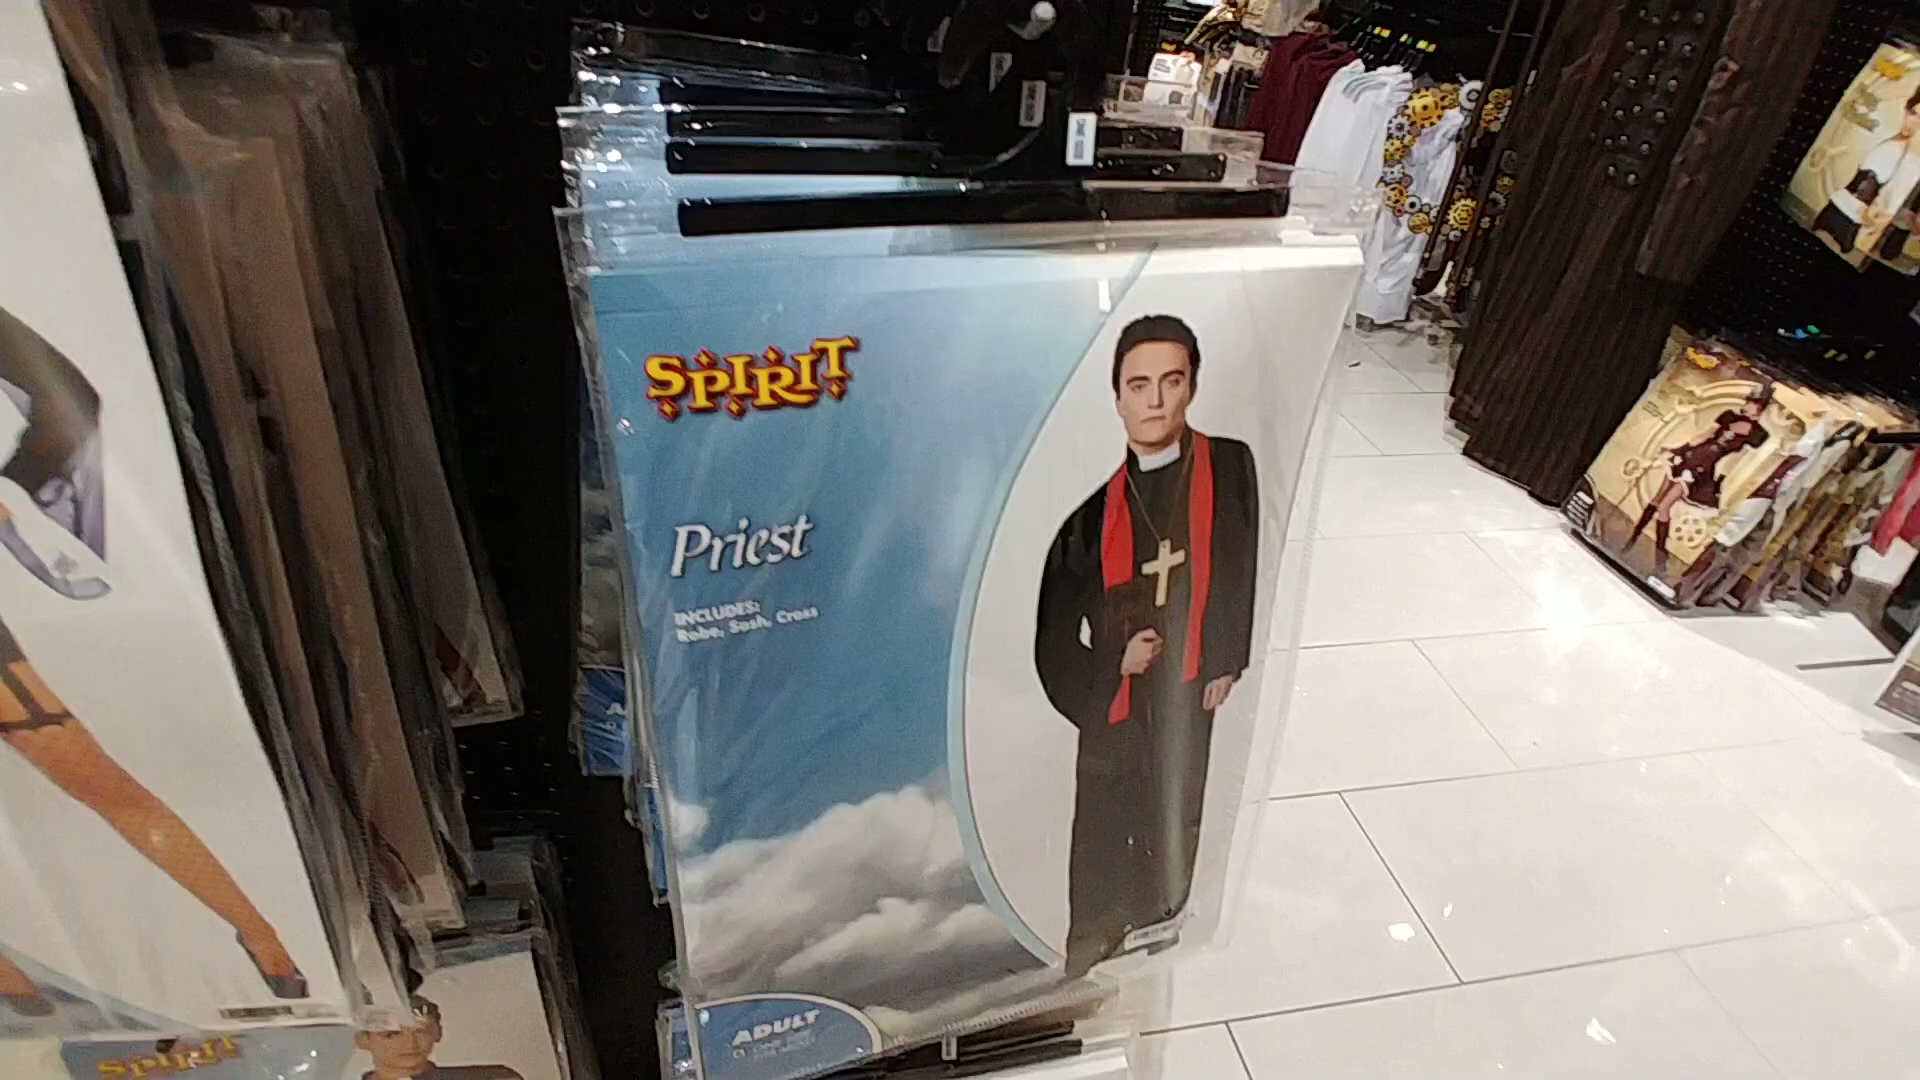 SPIRIT
Priest
INCLUDES:
Robe, Sash, Cross
ADULT
SPIRIT